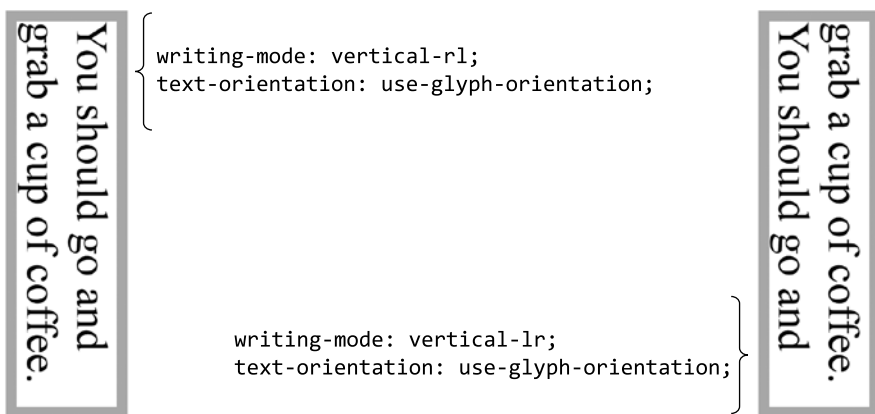 You should go and
grab a cup of coffee.
writing-mode: vertical-rl;
text-orientation: use-glyph-orientation;
writing-mode: vertical-lr;
text-orientation: use-glyph-orientation;
You should go and
grab a cup of coffee.